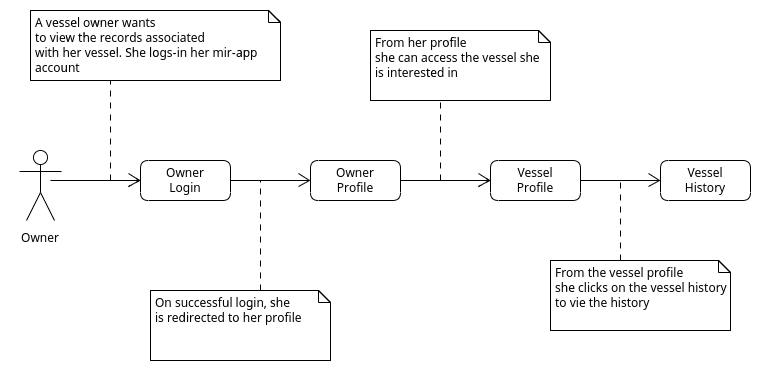 A vessel owner wants
to view the records associated
with her vessel. She logs-in her mir-app
account
From her profile
she can access the vessel she
is interested in
Owner
Owner
Login
Owner
Profile
Vessel
Profile
Vessel
History
On successful login, she
is redirected to her profile
From the vessel profile
she clicks on the vessel history
to vie the history